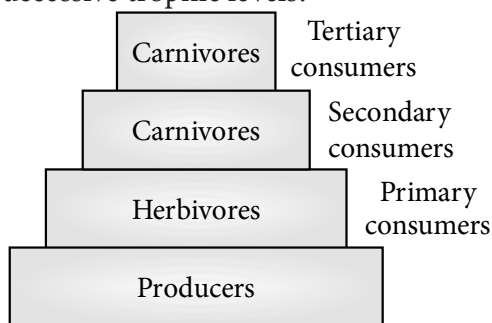 successive trophic levels.
Carnivores
Tertiary
consumers
Carnivores
Secondary
consumers
Herbivores
Primary
consumers
Producers